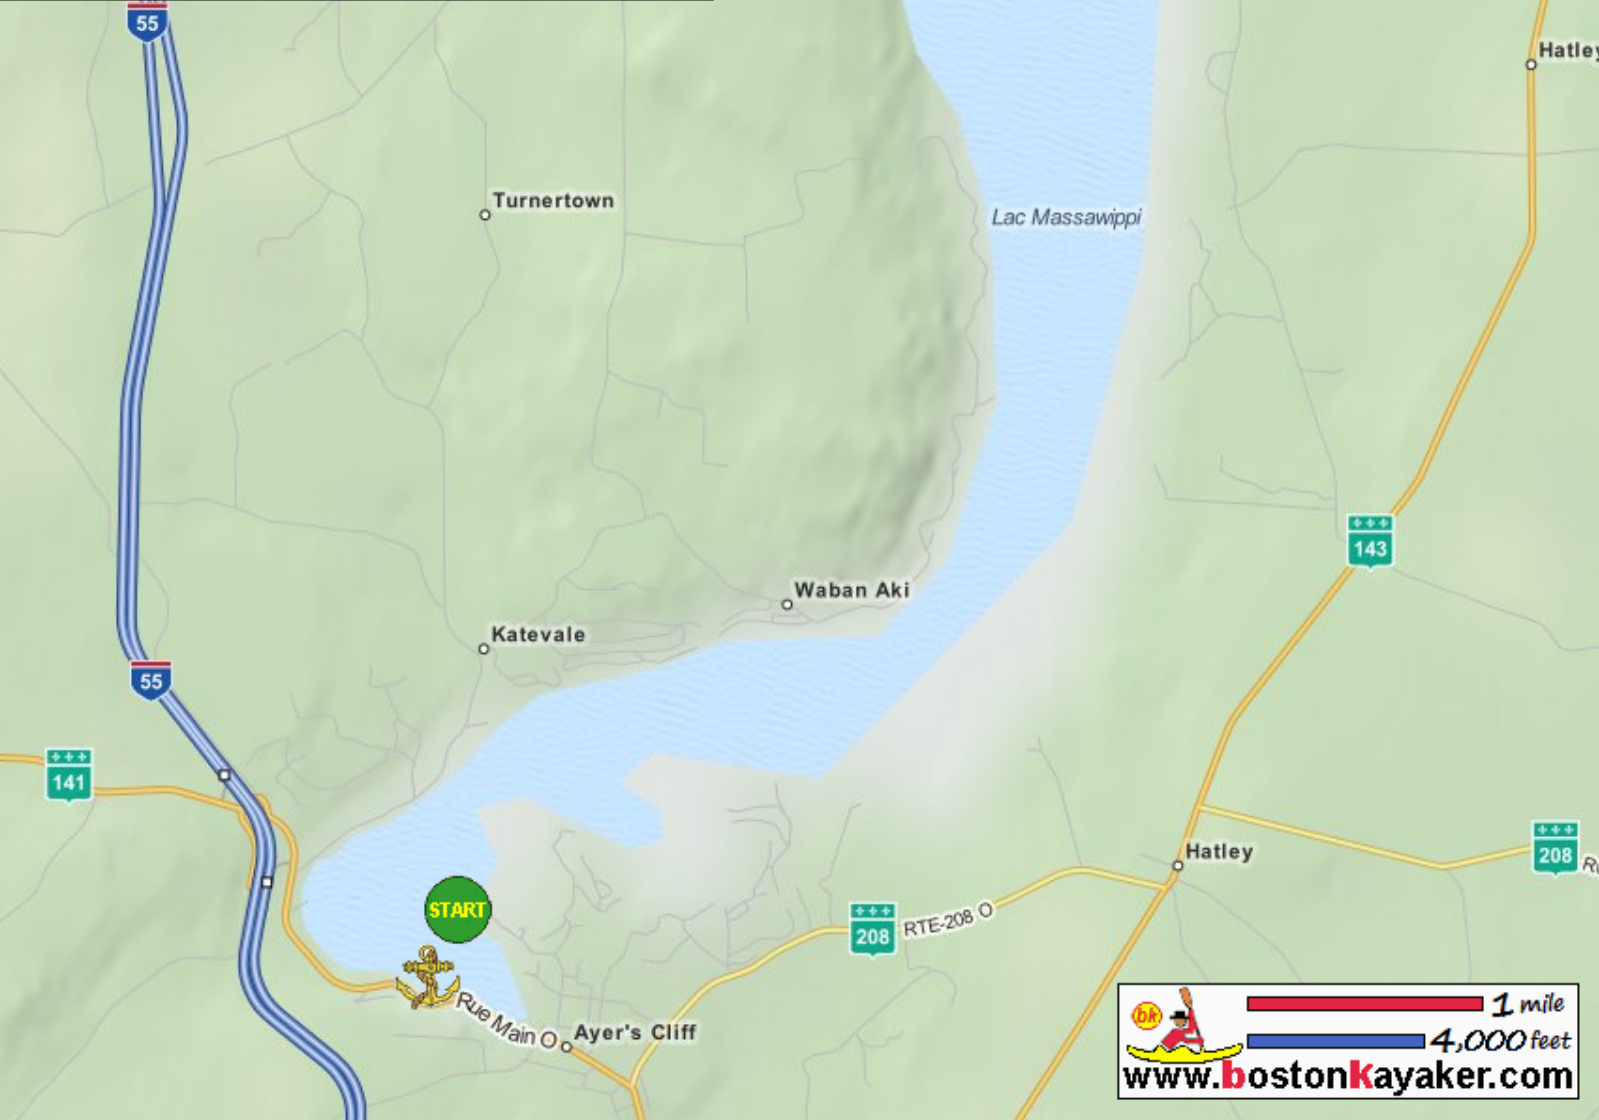 55
Hatley
Turnertown
Lac Massawippi
143
Waban Aki
Katevale
55
141
Hatley
208
START
208
RTE-208 O
Rue Main O
Ayer's Cliff
bk
1 mile
4,000 feet
www.bostonkayaker.com